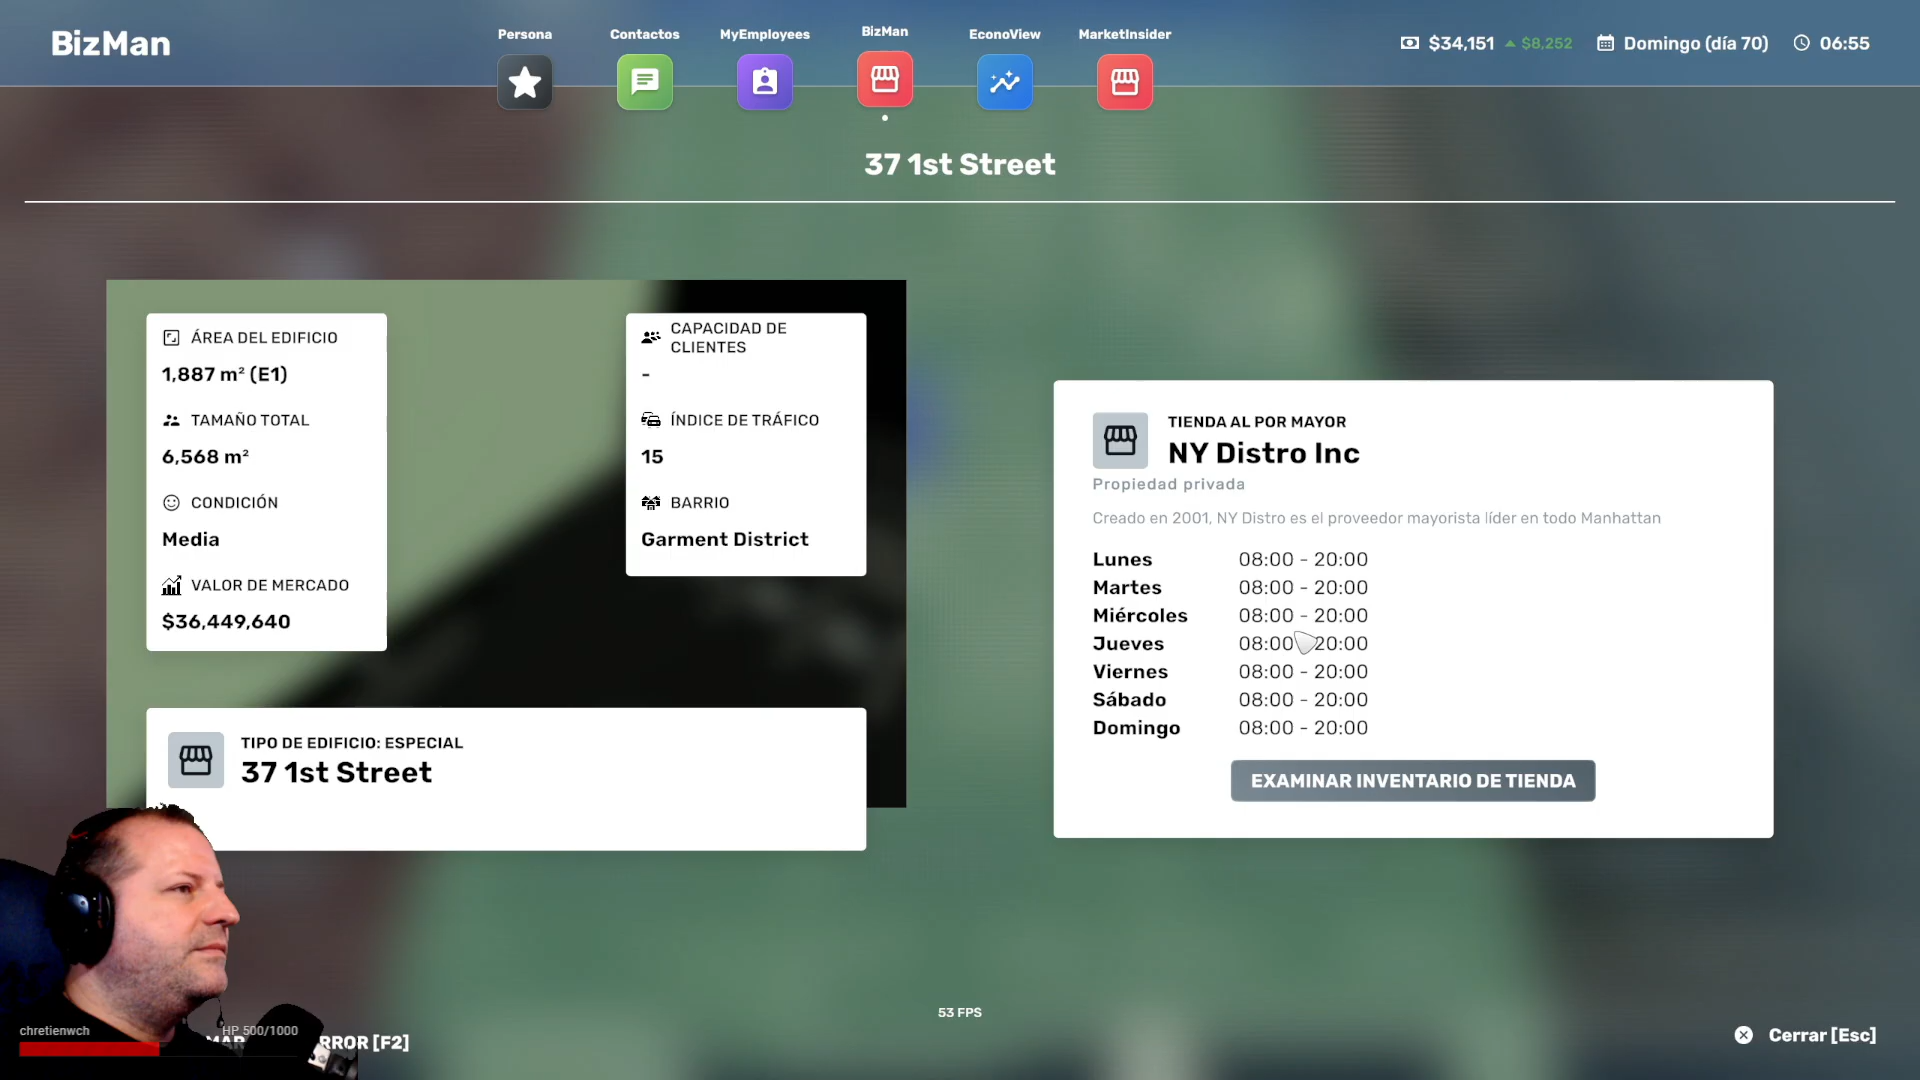 BizMan
Persona
Contactos
MyEmployees
BizMan
EconoView
MarketInsider
$34,151
$8,252
Domingo (día 70)
06:55
37 1st Street
ÁREA DEL EDIFICIO
1,887 m² (E1)
TAMAÑO TOTAL
6,568 m²
CONDICIÓN
Media
VALOR DE MERCADO
$36,449,640
CAPACIDAD DE
CLIENTES
-
ÍNDICE DE TRÁFICO
15
BARRIO
Garment District
TIPO DE EDIFICIO: ESPECIAL
37 1st Street
TIENDA AL POR MAYOR
NY Distro Inc
Propiedad privada
Creado en 2001, NY Distro es el proveedor mayorista líder en todo Manhattan
Lunes 08:00 - 20:00
Martes 08:00 - 20:00
Miércoles 08:00 - 20:00
Jueves 08:00 20:00
Viernes 08:00 - 20:00
Sábado 08:00 - 20:00
Domingo 08:00 - 20:00
EXAMINAR INVENTARIO DE TIENDA
53 FPS
chretienwch
HP 500/1000
RROR [F2]
Cerrar [Esc]